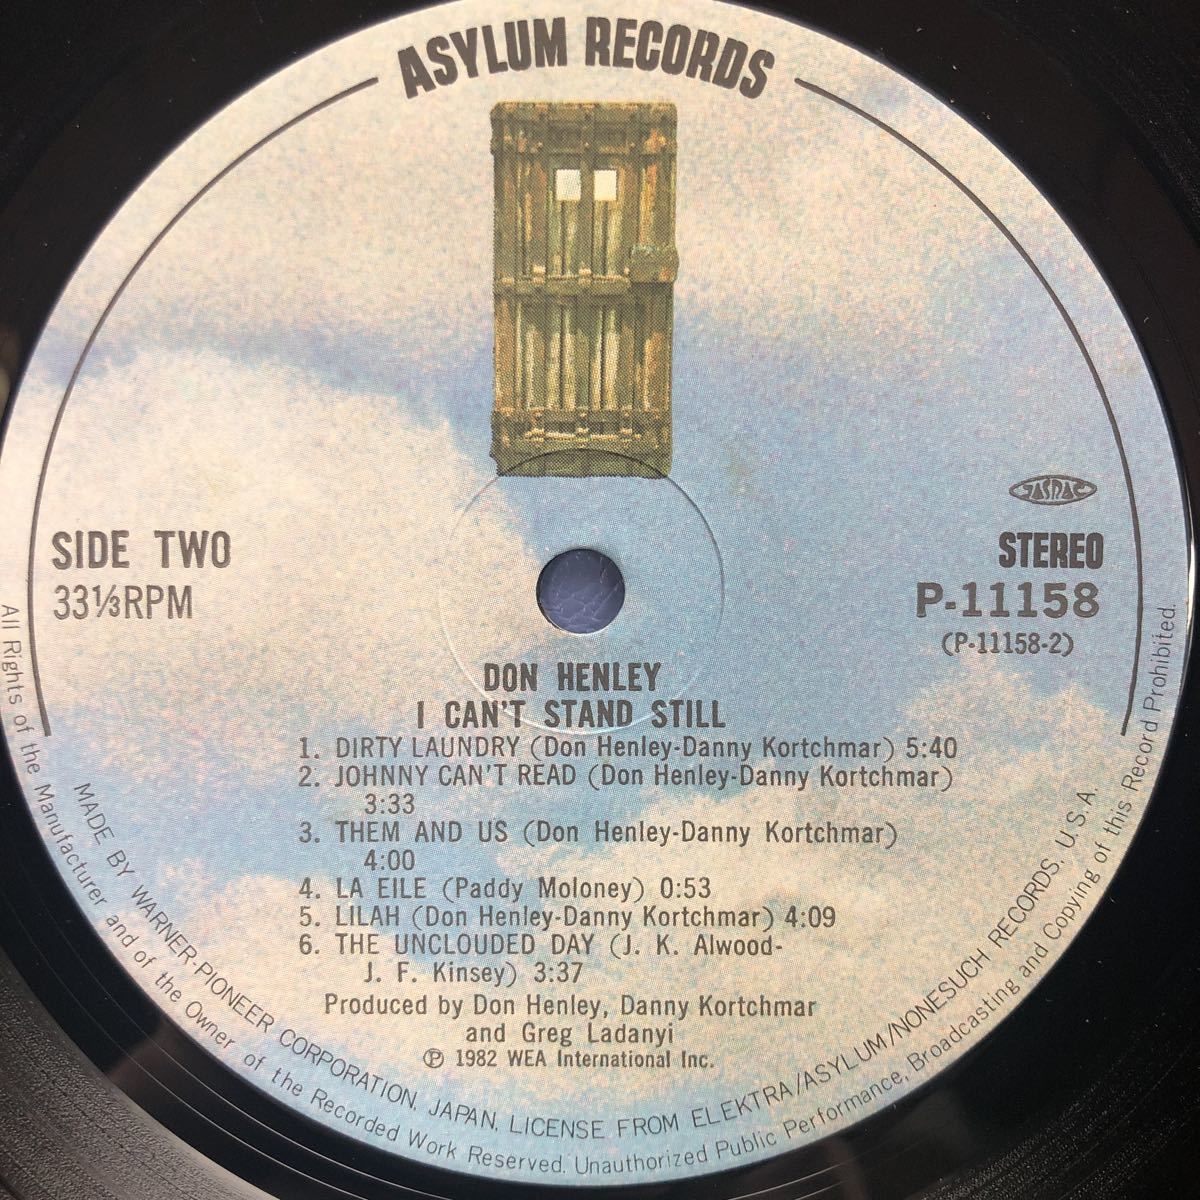 ASYLUM RECORDS
JASRAC
SIDE TWO
33⅓RPM
STEREO
P-11158
(P-11158-2)
DON HENLEY
I CAN'T STAND STILL
1. DIRTY LAUNDRY (Don Henley-Danny Kortchmar) 5:40
2. JOHNNY CAN'T READ (Don Henley-Danny Kortchmar)
3:33
3. THEM AND US (Don Henley-Danny Kortchmar)
4:00
4. LA EILE (Paddy Moloney) 0:53
5. LILAH (Don Henley-Danny Kortchmar) 4:09
6. THE UNCLOUDED DAY (J. K. Alwood-
J. F. Kinsey) 3:37
Produced by Don Henley, Danny Kortchmar
and Greg Ladanyi
℗ 1982 WEA International Inc.
MADE BY WARNER-PIONEER CORPORATION, JAPAN, LICENSE FROM ELEKTRA/ASYLUM/NONESUCH RECORDS, U.S.A.
All Rights of the Manufacturer and of the Owner of the Recorded Work Reserved. Unauthorized Public Performance, Broadcasting and Copying of this Record Prohibited.